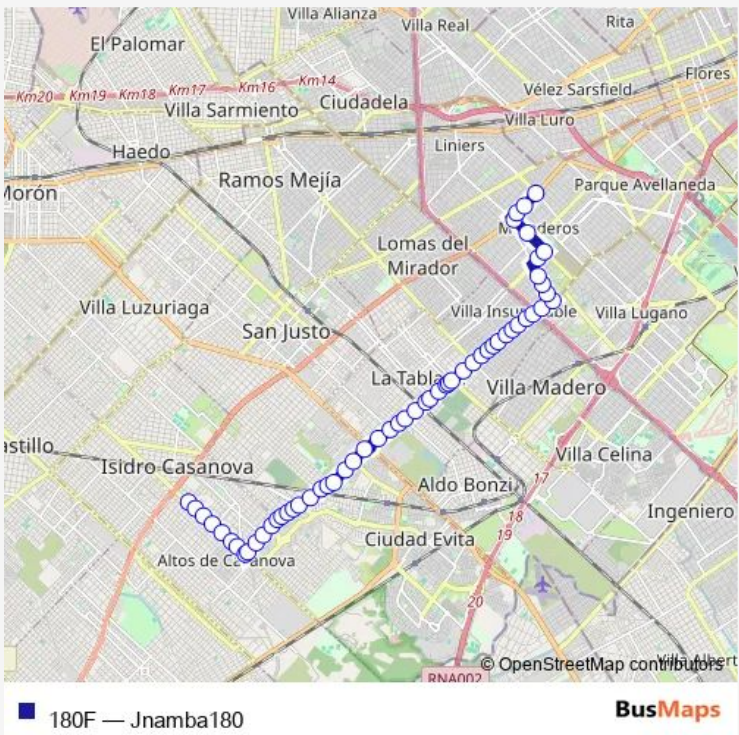 Villa Alianza
Villa Real
Rita
El Palomar
Flores
Km20 Km19 Km18 Km17 Km16 Km14
Vélez Sarsfield
Villa Sarmiento
Ciudadela
Villa Luro
Liniers
Haedo
Ramos Mejía
Parque Avellaneda
Morón
Lomas del
Mirador
Villa Luzuriaga
Villa Lugano
San Justo
La Tabla
Villa Madero
Villa Celina
Isidro Casanova
Aldo Bonzi
17
18
19
Ingeniero
Ciudad Evita
Altos de
20
RNA002
© OpenStreetMap contributors
180F — Jnamba180
BusMaps